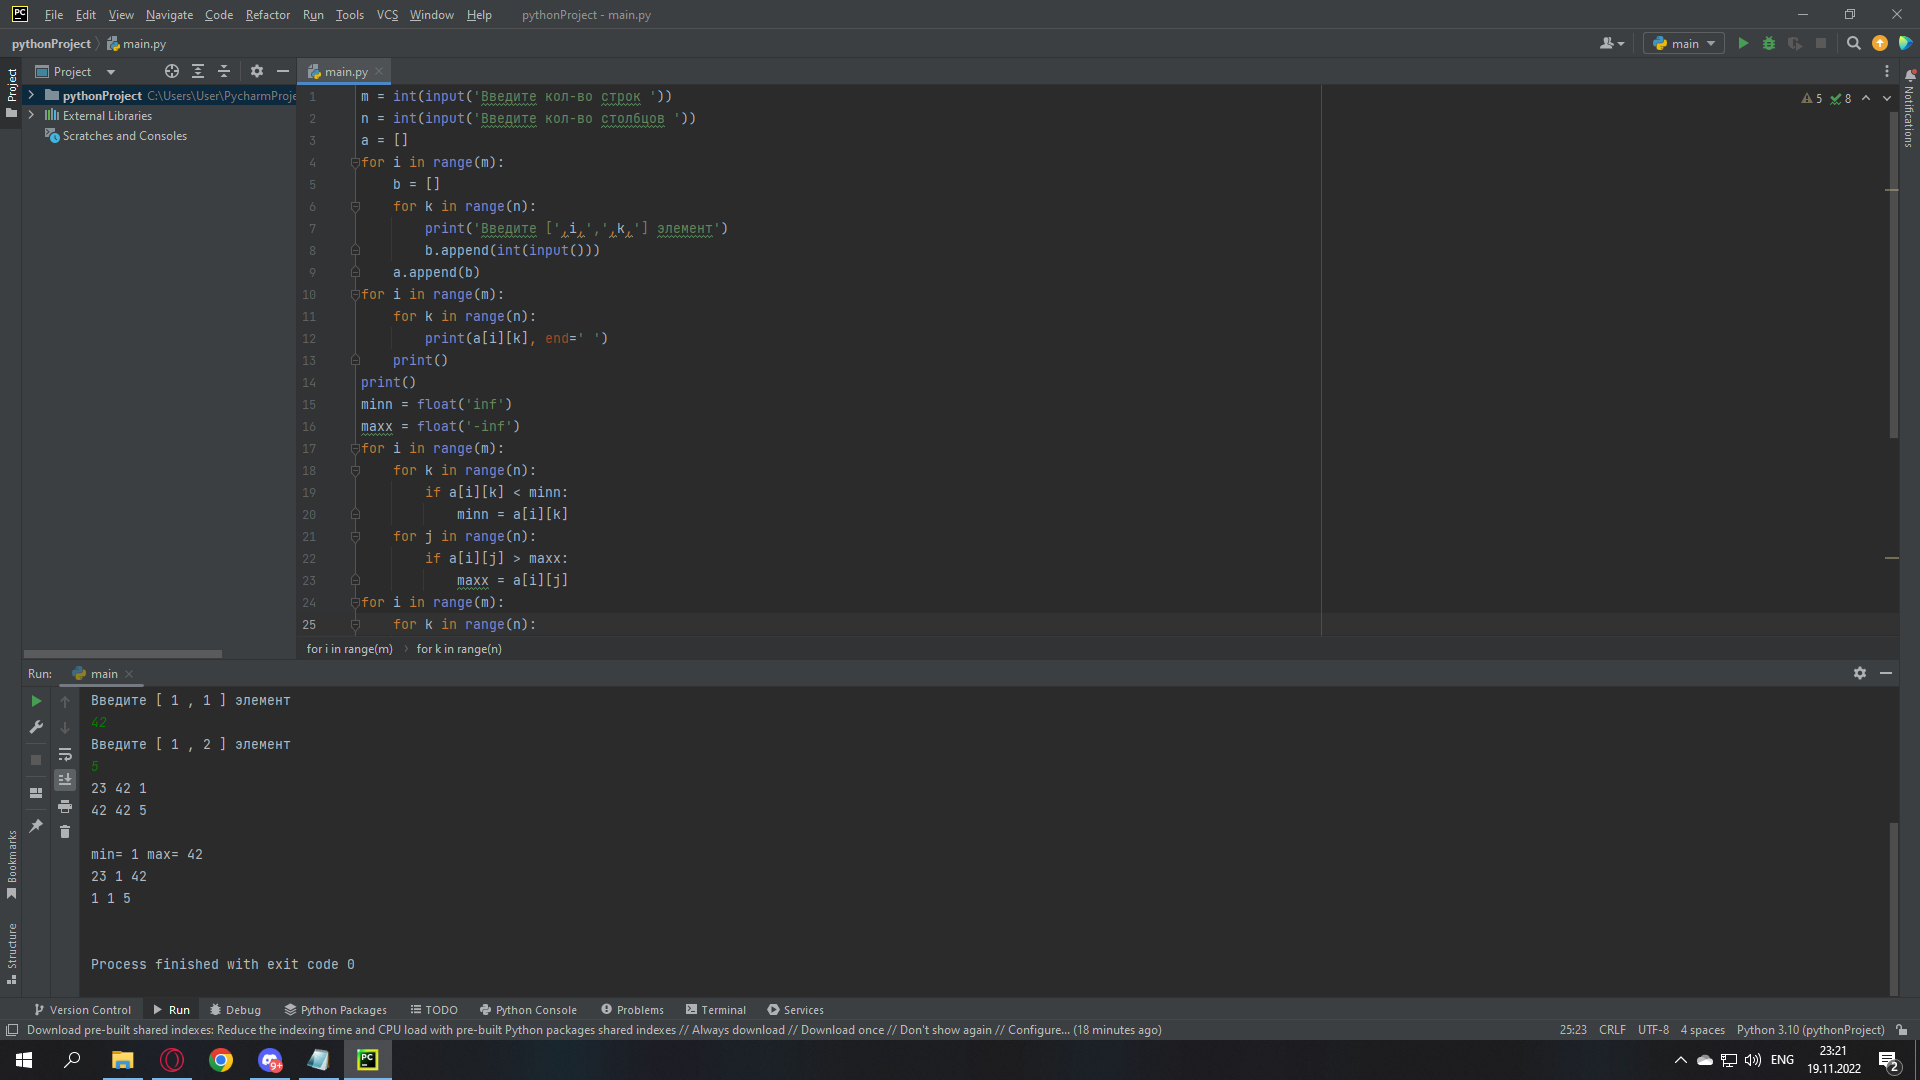 PC File Edit View Navigate Code Refactor Run Tools VCS Window Help pythonProject - main.py
pythonProject main.py main
Project main.py
pythonProject C:\Users\User\PycharmProje
External Libraries
Scratches and Consoles
Project
Notifications
5 8
1 m = int(input('Введите кол-во строк '))
2 n = int(input('Введите кол-во столбцов '))
3 a = []
4 for i in range(m):
5     b = []
6     for k in range(n):
7         print('Введите [',i,',',k,'] элемент')
8         b.append(int(input()))
9     a.append(b)
10 for i in range(m):
11     for k in range(n):
12         print(a[i][k], end=' ')
13     print()
14 print()
15 minn = float('inf')
16 maxx = float('-inf')
17 for i in range(m):
18     for k in range(n):
19         if a[i][k] < minn:
20             minn = a[i][k]
21     for j in range(n):
22         if a[i][j] > maxx:
23             maxx = a[i][j]
24 for i in range(m):
25     for k in range(n):
for i in range(m) for k in range(n)
Run: main
Введите [ 1 , 1 ] элемент
42
Введите [ 1 , 2 ] элемент
5
23 42 1
42 42 5
min= 1 max= 42
23 1 42
1 1 5
Process finished with exit code 0
Bookmarks
Structure
Version Control Run Debug Python Packages TODO Python Console Problems Terminal Services
Download pre-built shared indexes: Reduce the indexing time and CPU load with pre-built Python packages shared indexes // Always download // Download once // Don't show again // Configure... (18 minutes ago) 25:23 CRLF UTF-8 4 spaces Python 3.10 (pythonProject)
9+ PC ENG 23:21
19.11.2022 2